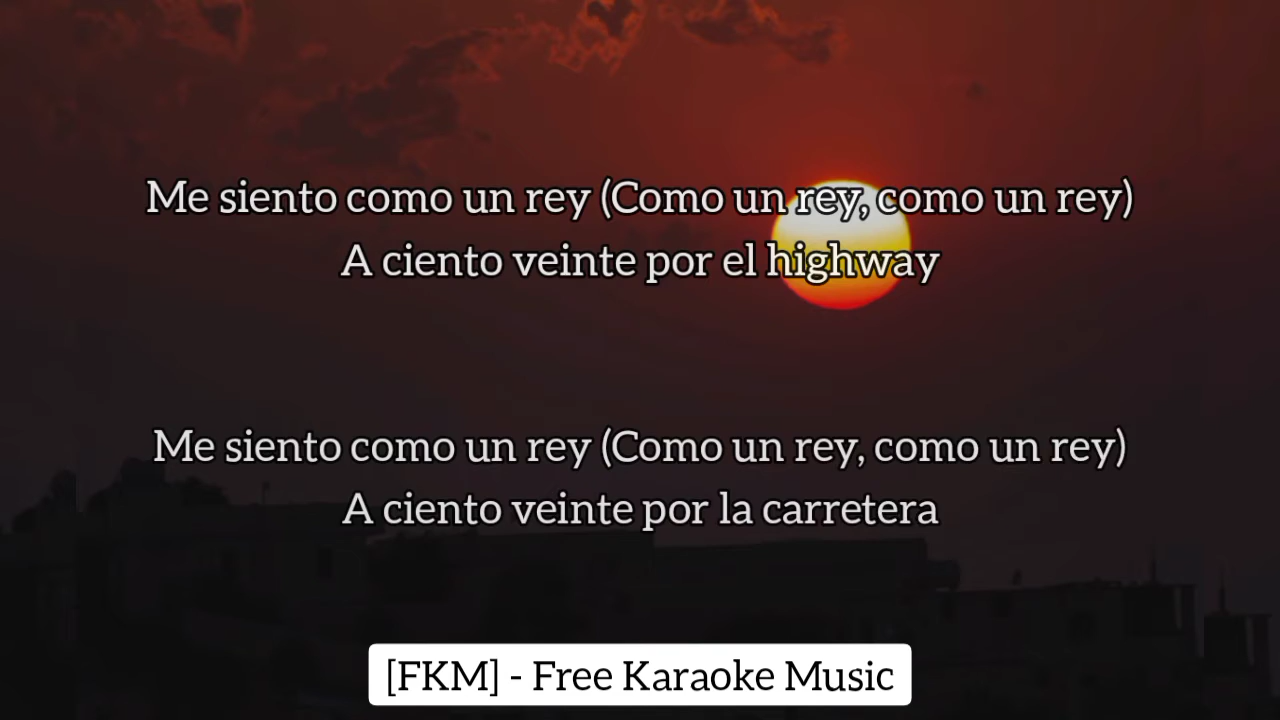 Me siento como un rey (Como un rey, como un rey)
A ciento veinte por el highway
Me siento como un rey (Como un rey, como un rey)
A ciento veinte por la carretera
[FKM] - Free Karaoke Music